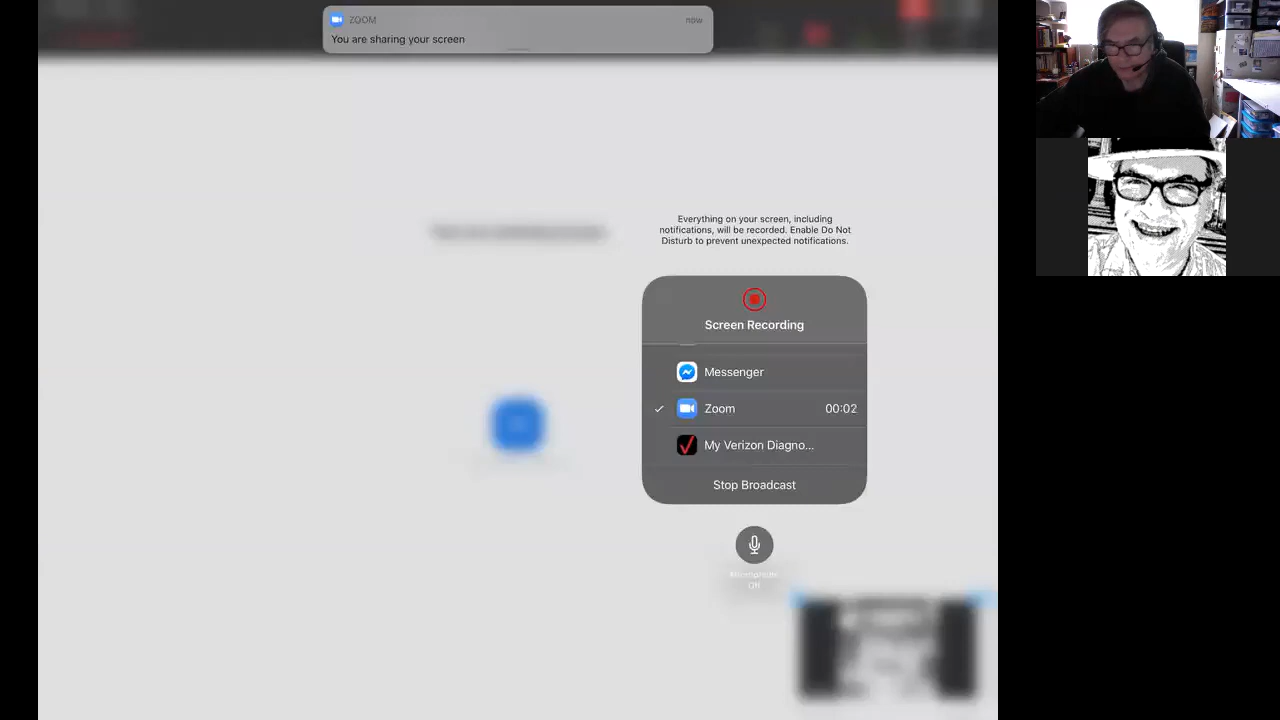 ZOOM
now
You are sharing your screen
Everything on your screen, including
notifications, will be recorded. Enable Do Not
Disturb to prevent unexpected notifications.
Screen Recording
Messenger
Zoom
00:02
My Verizon Diagno...
Stop Broadcast